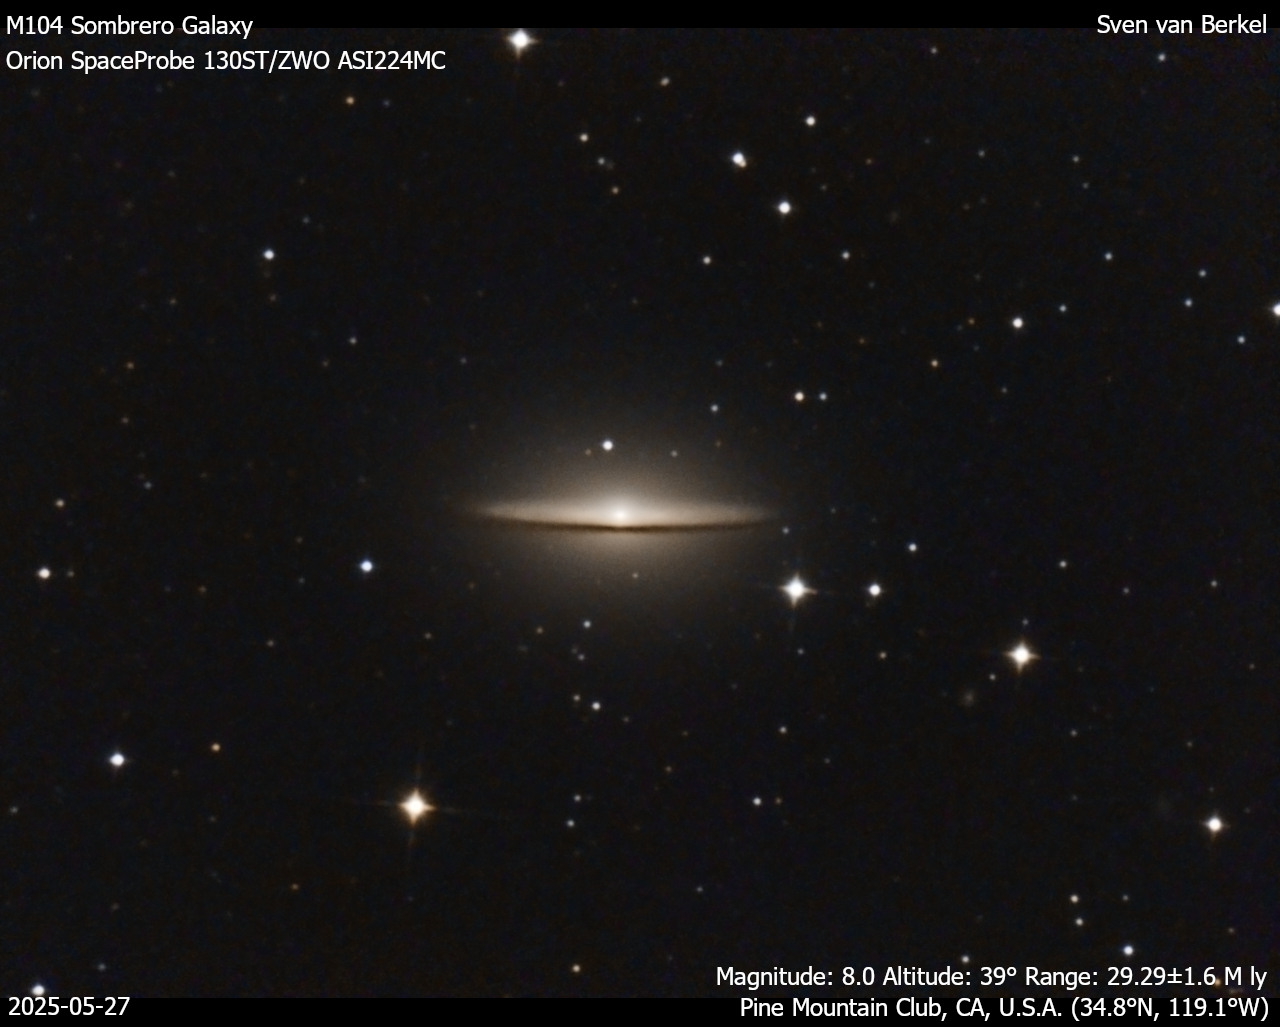 M104 Sombrero Galaxy
Sven van Berkel
Orion SpaceProbe 130ST/ZWO ASI224MC
Magnitude: 8.0 Altitude: 39° Range: 29.29±1.6 M ly
2025-05-27
Pine Mountain Club, CA, U.S.A. (34.8°N, 119.1°W)